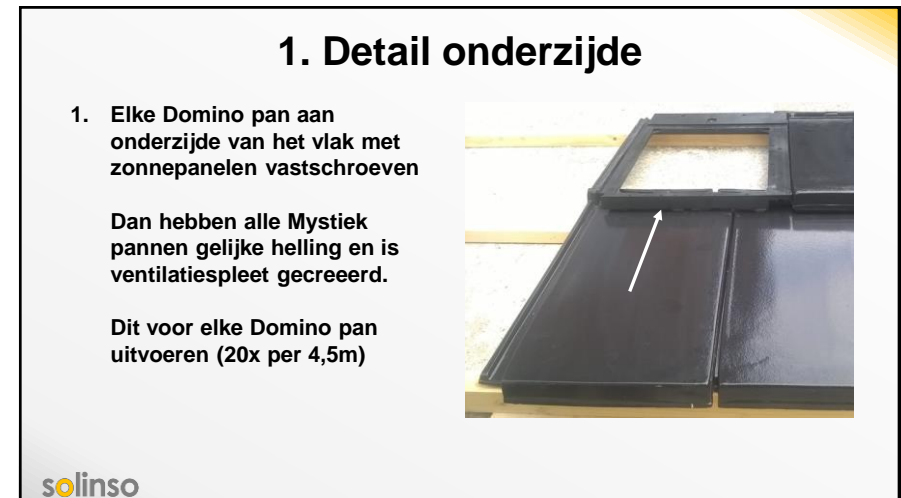 1. Detail onderzijde
1. Elke Domino pan aan
onderzijde van het vlak met
zonnepanelen vastschroeven
Dan hebben alle Mystiek
pannen gelijke helling en is
ventilatiespleet gecreeerd.
Dit voor elke Domino pan
uitvoeren (20x per 4,5m)
solinso